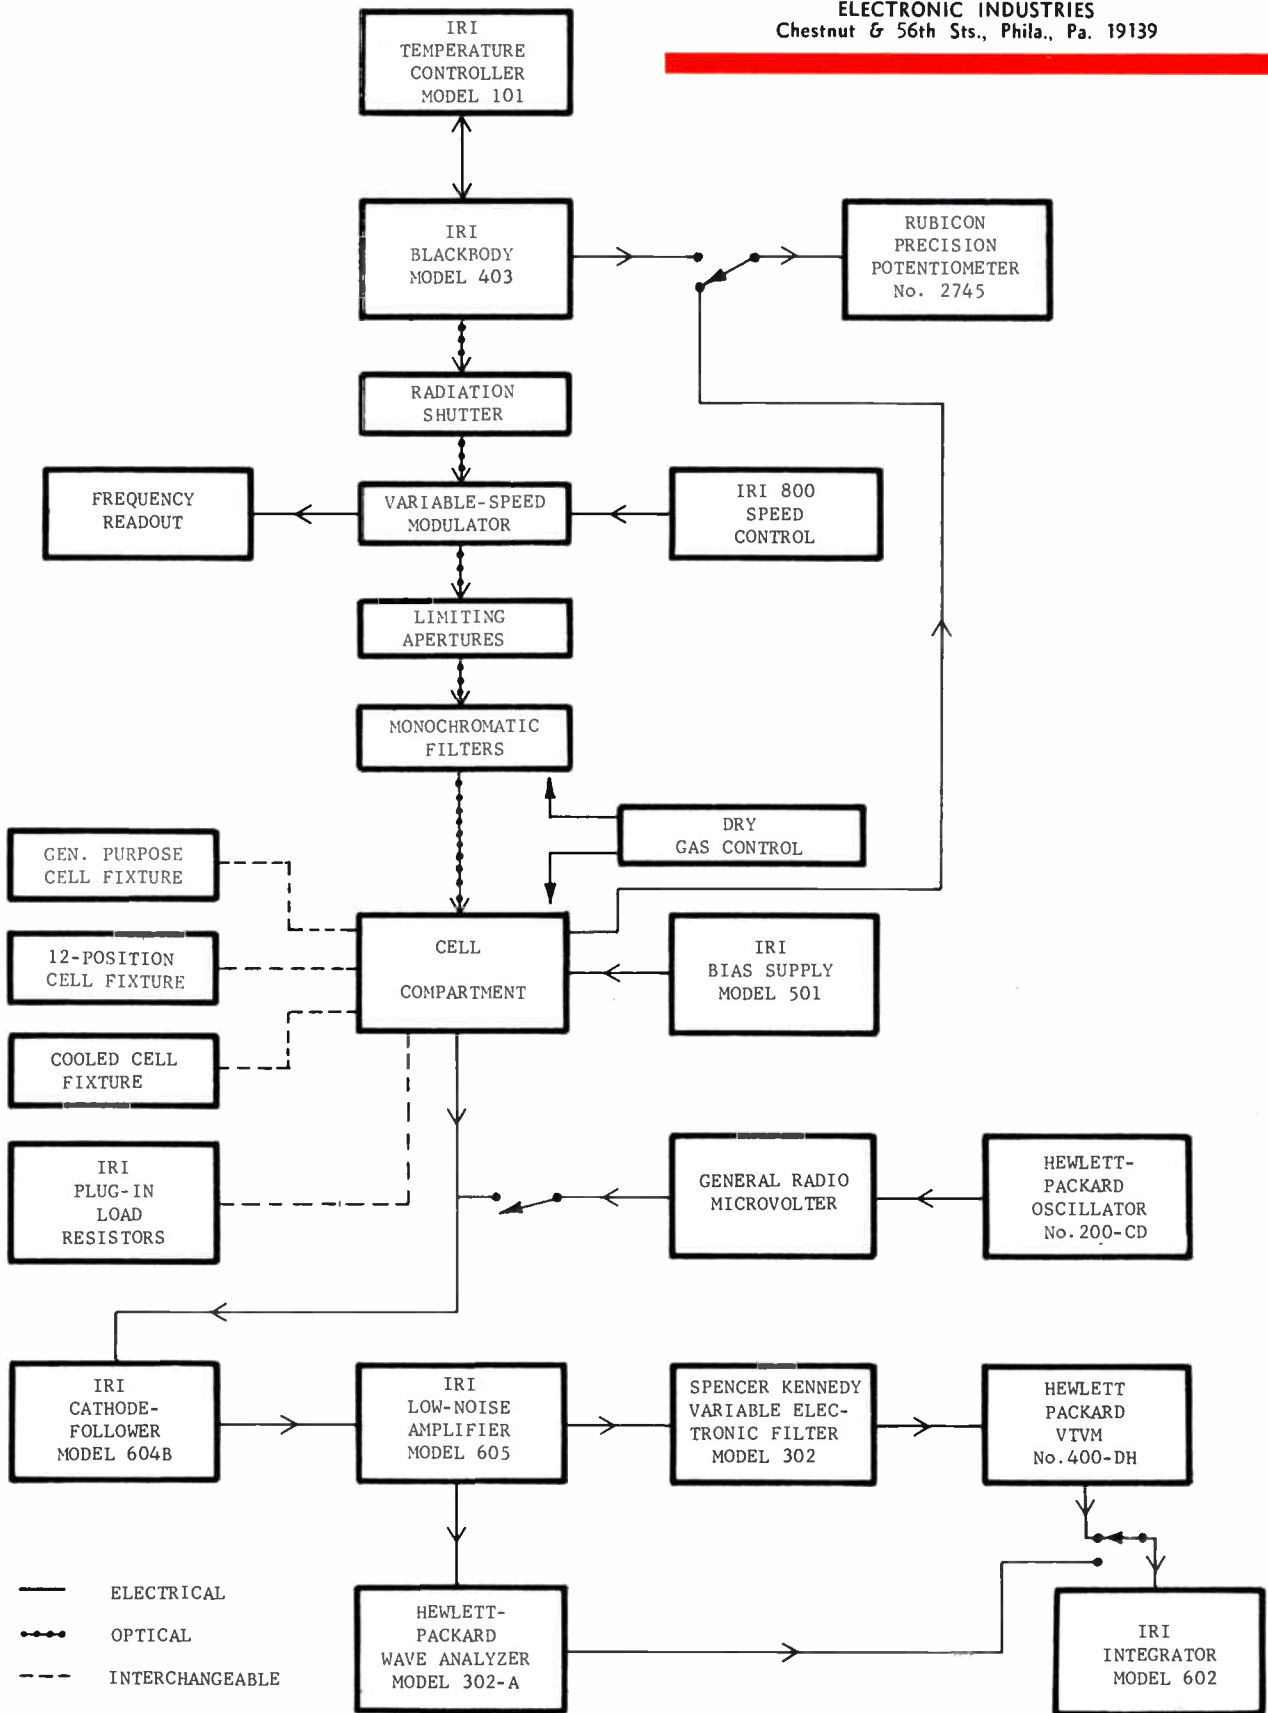 ELECTRONIC INDUSTRIES
Chestnut & 56th Sts., Phila., Pa. 19139
IRI
TEMPERATURE
CONTROLLER
MODEL 101
IRI
BLACKBODY
MODEL 403
RUBICON
PRECISION
POTENTIOMETER
No. 2745
RADIATION
SHUTTER
FREQUENCY
READOUT
VARIABLE-SPEED
MODULATOR
IRI 800
SPEED
CONTROL
LIMITING
APERTURES
MONOCHROMATIC
FILTERS
DRY
GAS CONTROL
GEN. PURPOSE
CELL FIXTURE
12-POSITION
CELL FIXTURE
CELL
COMPARTMENT
IRI
BIAS SUPPLY
MODEL 501
COOLED CELL
FIXTURE
IRI
PLUG-IN
LOAD
RESISTORS
GENERAL RADIO
MICROVOLTER
HEWLETT-
PACKARD
OSCILLATOR
No.200-CD
IRI
CATHODE-
FOLLOWER
MODEL 604B
IRI
LOW-NOISE
AMPLIFIER
MODEL 605
SPENCER KENNEDY
VARIABLE ELEC-
TRONIC FILTER
MODEL 302
HEWLETT
PACKARD
VTVM
No.400-DH
ELECTRICAL
OPTICAL
INTERCHANGEABLE
HEWLETT-
PACKARD
WAVE ANALYZER
MODEL 302-A
IRI
INTEGRATOR
MODEL 602